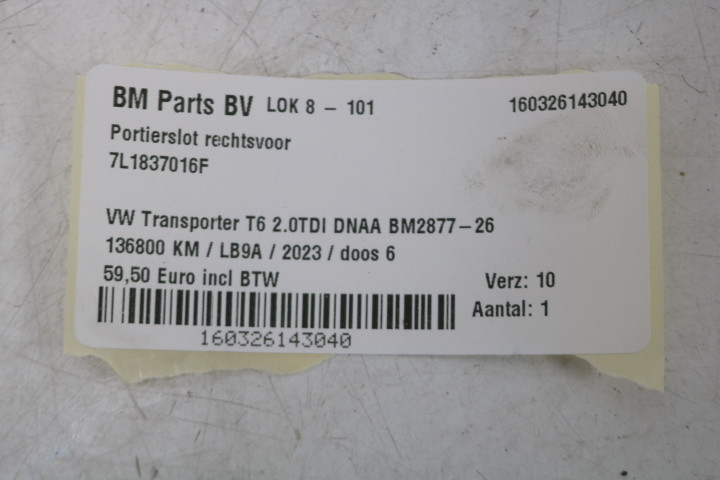 BM Parts BV LOK 8 - 101 160326143040
Portierslot rechtsvoor
7L1837016F
VW Transporter T6 2.0TDI DNAA BM2877-26
136800 KM / LB9A / 2023 / doos 6
59,50 Euro incl BTW Verz: 10
Aantal: 1
160326143040